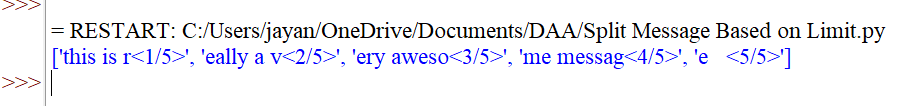 >>>
= RESTART: C:/Users/jayan/OneDrive/Documents/DAA/Split Message Based on Limit.py
['this is r<1/5>', 'eally a v<2/5>', 'ery aweso<3/5>', 'me messag<4/5>', 'e   <5/5>']
>>>